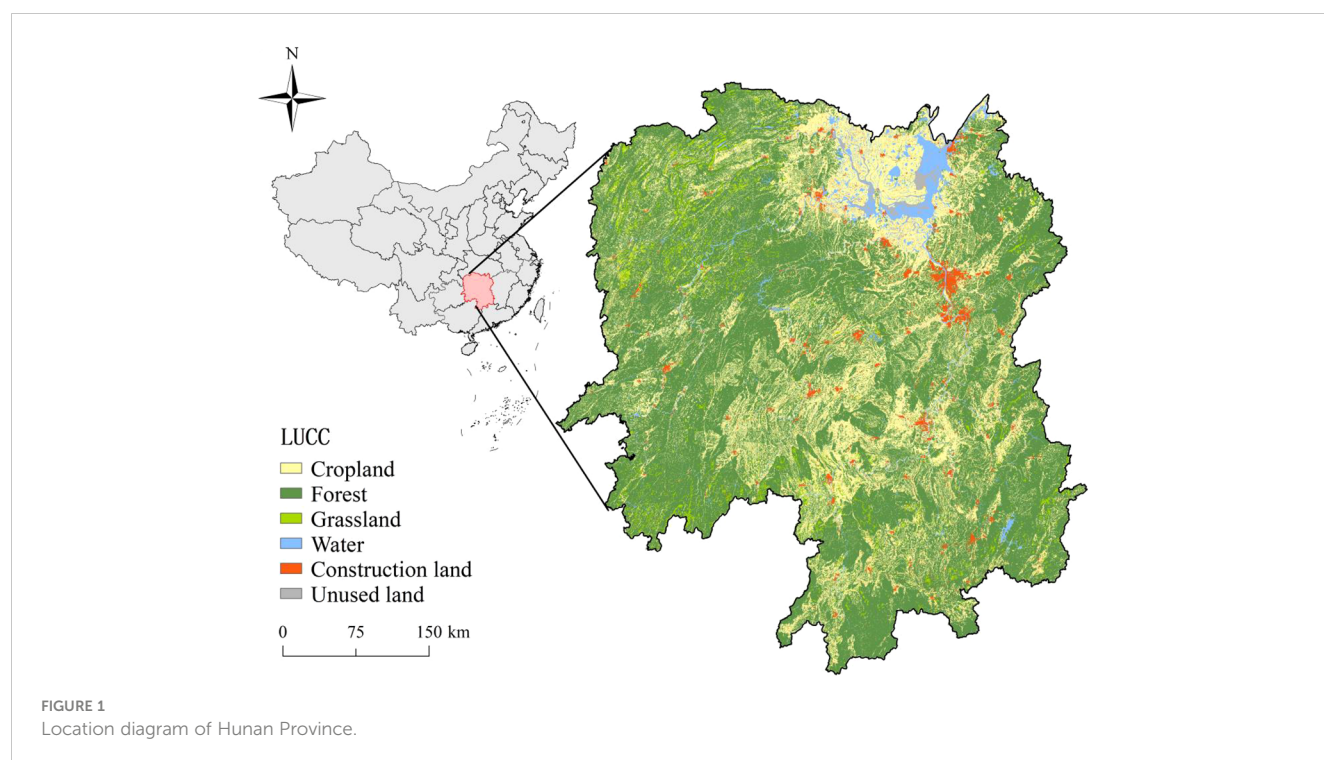 N
LUCC
Cropland
Forest
Grassland
Water
Construction land
Unused land
0 75 150 km
FIGURE 1
Location diagram of Hunan Province.